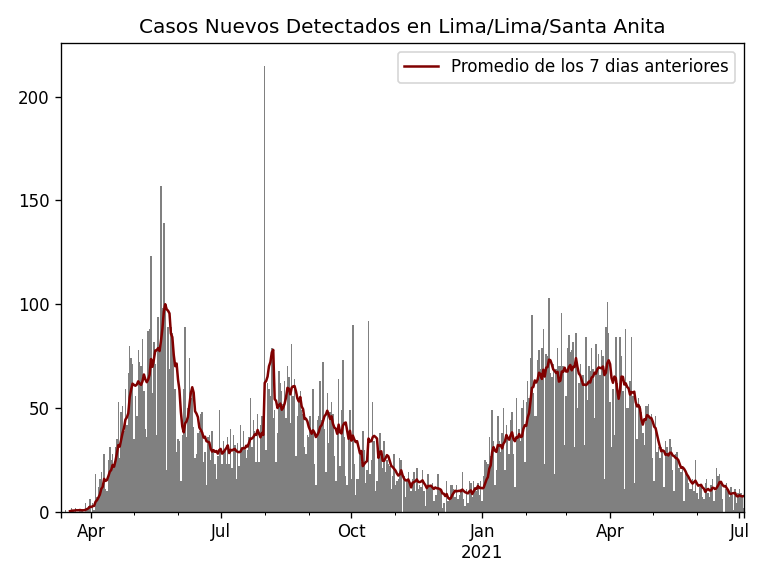 Casos Nuevos Detectados en Lima/Lima/Santa Anita
Promedio de los 7 dias anteriores
200
150
100
50
0
Apr Jul Oct Jan Apr Jul
2021